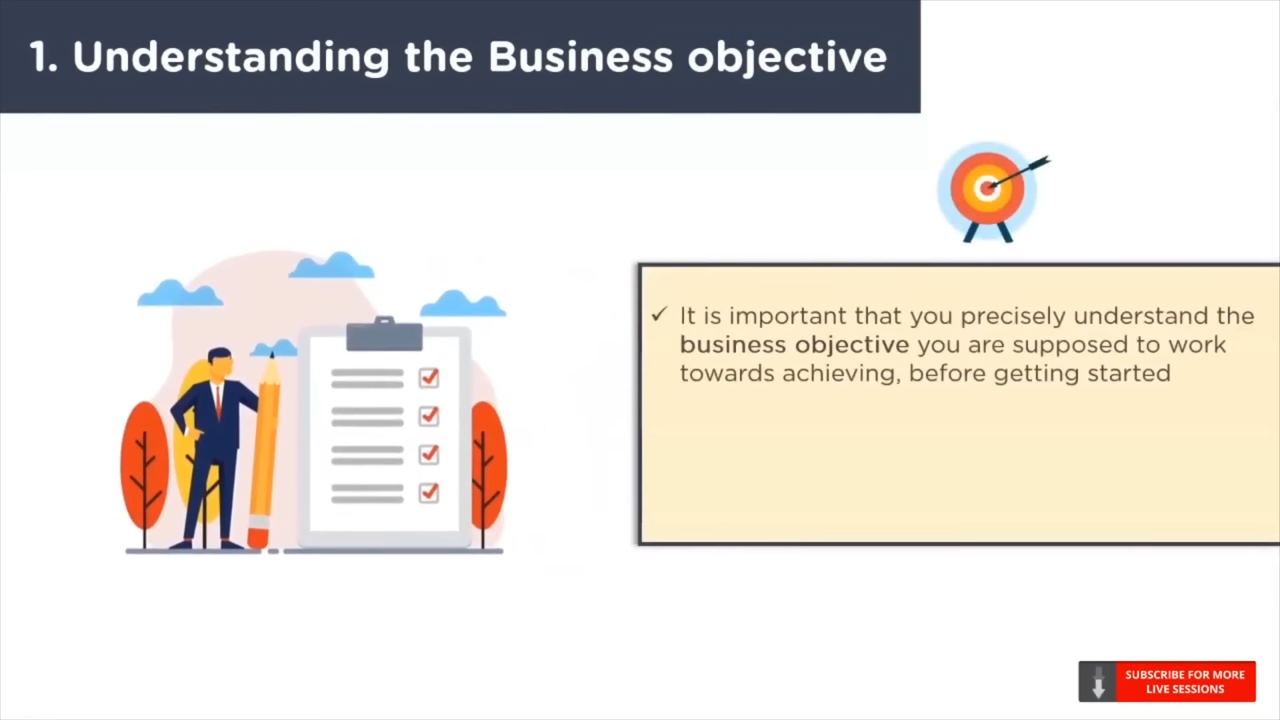 1. Understanding the Business objective
✓ It is important that you precisely understand the
business objective you are supposed to work
towards achieving, before getting started
SUBSCRIBE FOR MORE
LIVE SESSIONS